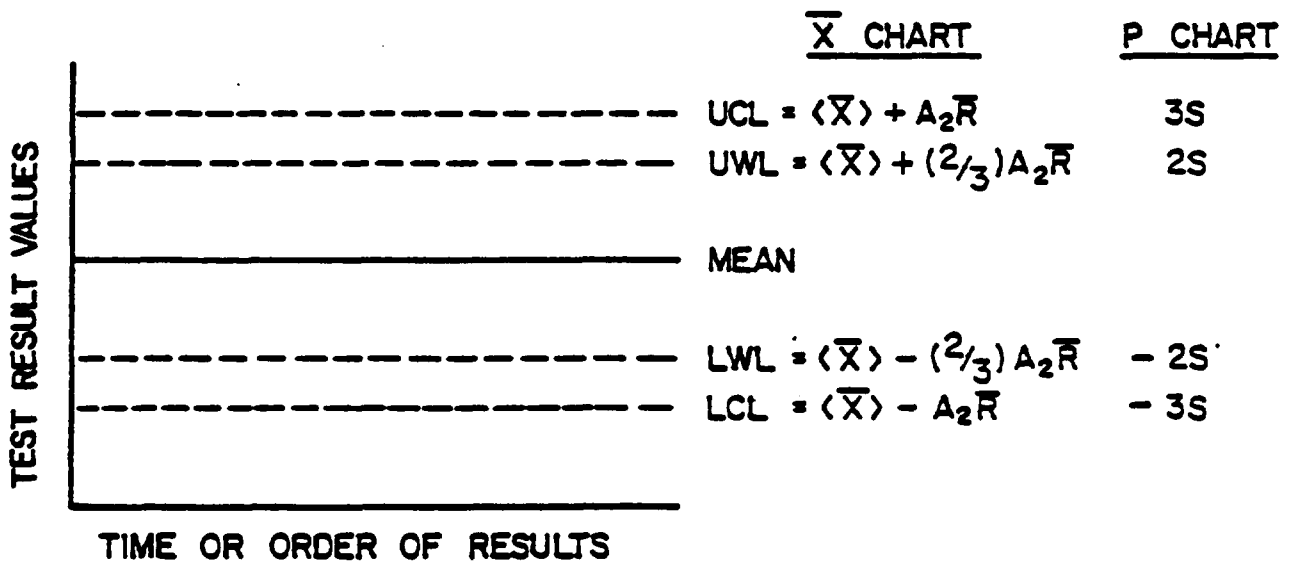 X̄ CHART P CHART
UCL = ⟨X̄⟩ + A₂R̄ 3S
UWL = ⟨X̄⟩ + (2/3) A₂R̄ 2S
MEAN
LWL = ⟨X̄⟩ - (2/3) A₂R̄ - 2S
LCL = ⟨X̄⟩ - A₂R̄ - 3S
TEST RESULT VALUES
TIME OR ORDER OF RESULTS